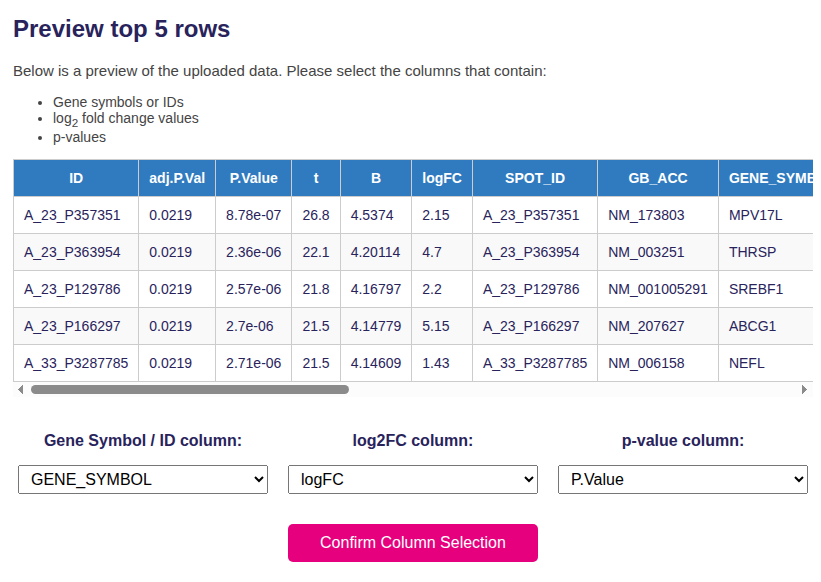 Preview top 5 rows
Below is a preview of the uploaded data. Please select the columns that contain:
• Gene symbols or IDs
• log2 fold change values
• p-values
ID adj.P.Val P.Value t B logFC SPOT_ID GB_ACC GENE_SYMB
A_23_P357351 0.0219 8.78e-07 26.8 4.5374 2.15 A_23_P357351 NM_173803 MPV17L
A_23_P363954 0.0219 2.36e-06 22.1 4.20114 4.7 A_23_P363954 NM_003251 THRSP
A_23_P129786 0.0219 2.57e-06 21.8 4.16797 2.2 A_23_P129786 NM_001005291 SREBF1
A_23_P166297 0.0219 2.7e-06 21.5 4.14779 5.15 A_23_P166297 NM_207627 ABCG1
A_33_P3287785 0.0219 2.71e-06 21.5 4.14609 1.43 A_33_P3287785 NM_006158 NEFL
Gene Symbol / ID column: log2FC column: p-value column:
GENE_SYMBOL logFC P.Value
Confirm Column Selection